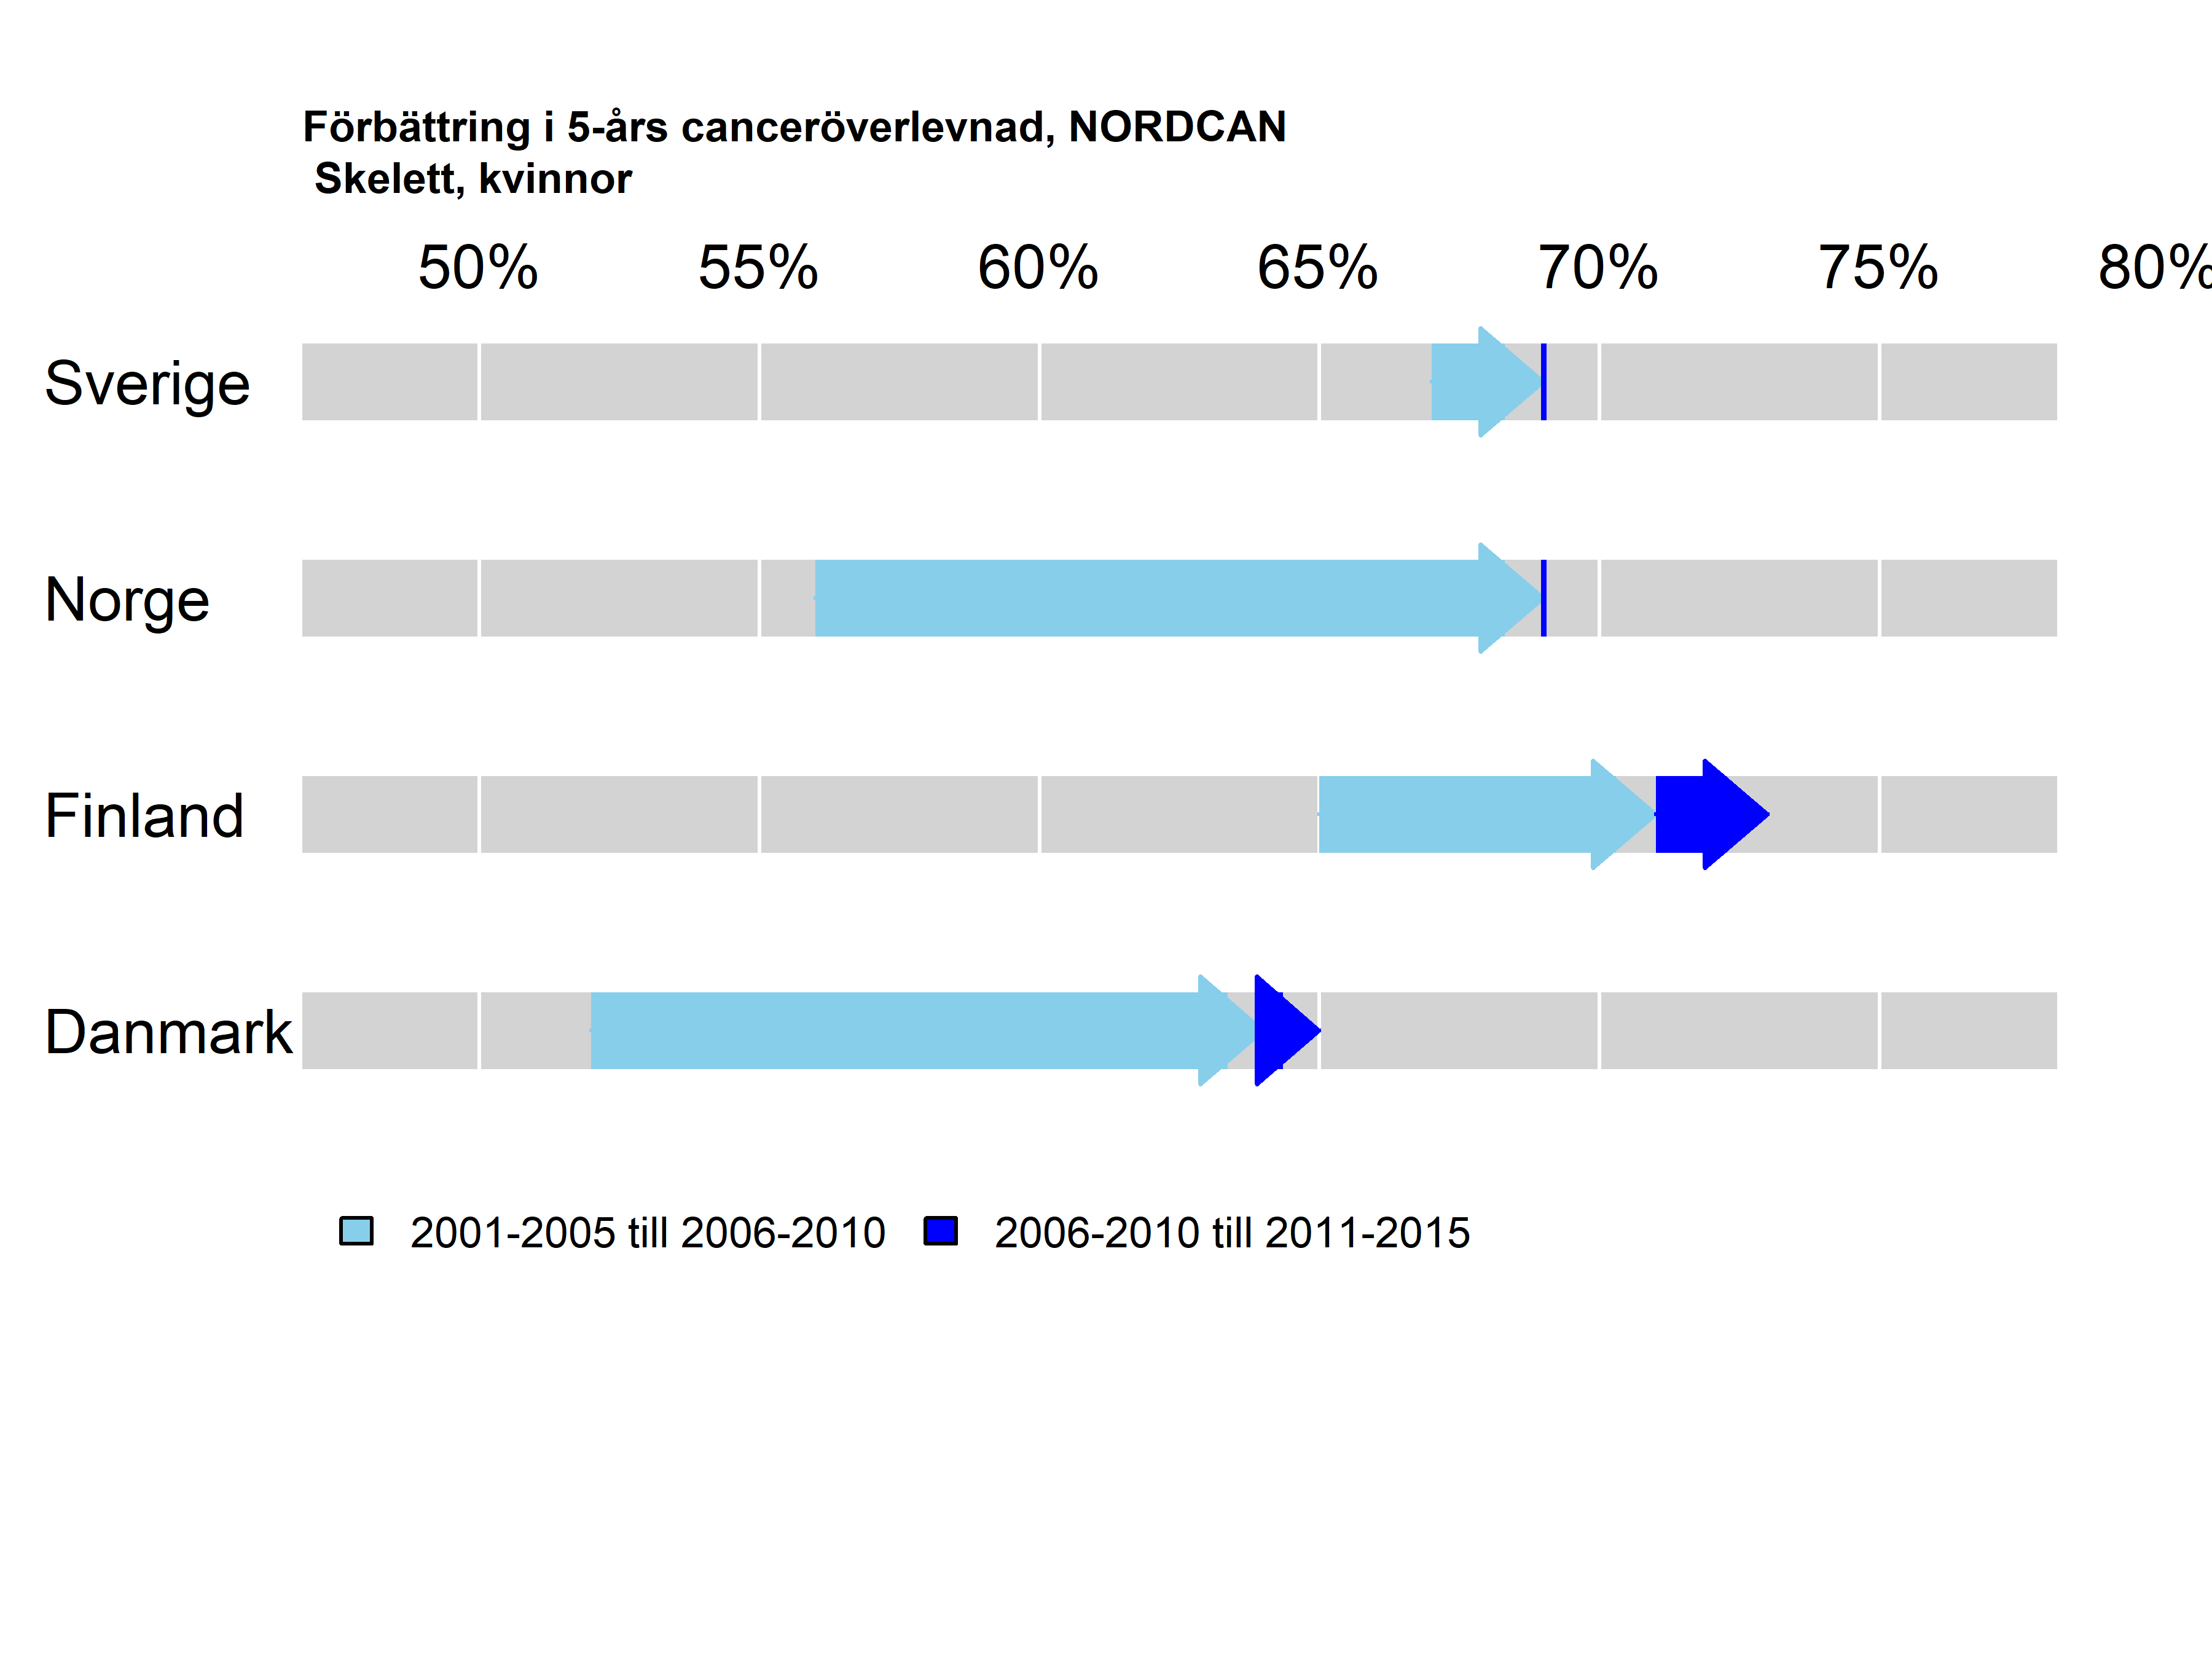 Förbättring i 5-års canceröverlevnad, NORDCAN
Skelett, kvinnor
50% 55% 60% 65% 70% 75% 80%
Sverige
Norge
Finland
Danmark
2001-2005 till 2006-2010 2006-2010 till 2011-2015